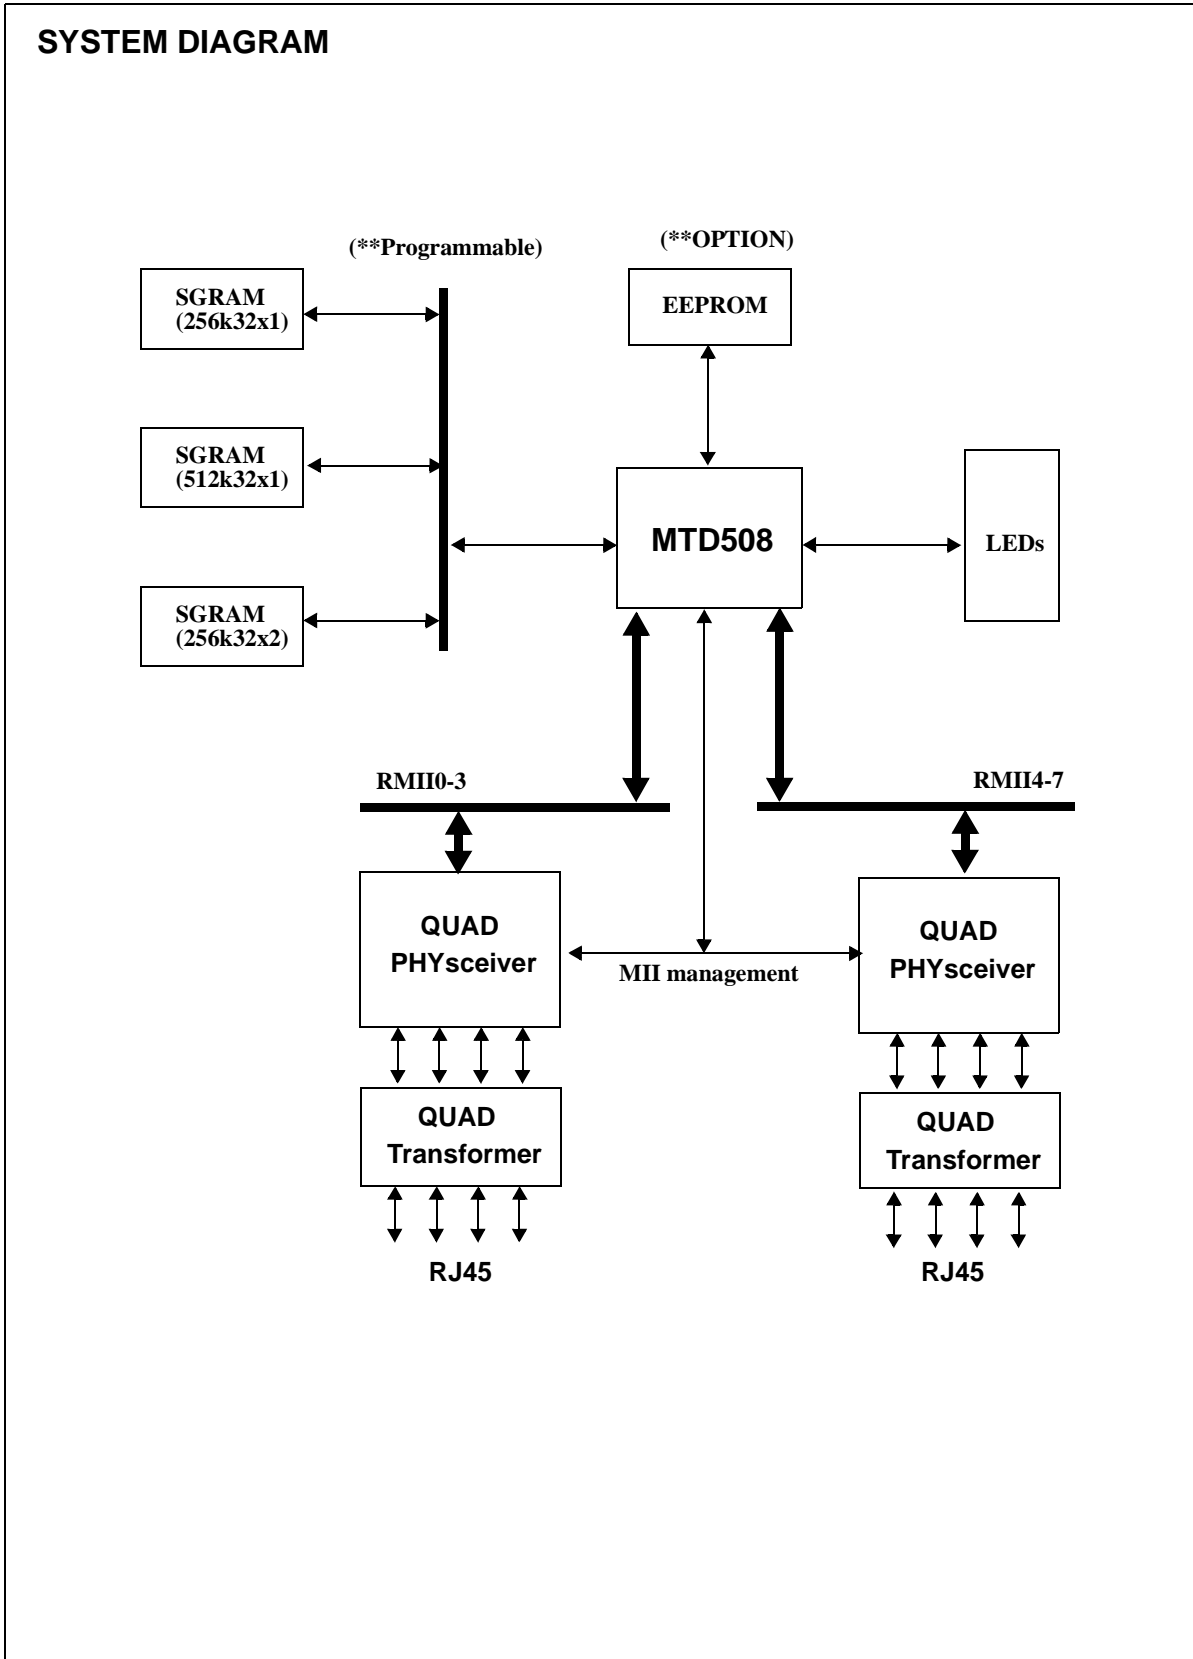 SYSTEM DIAGRAM
(**Programmable)
(**OPTION)
SGRAM
(256k32x1)
EEPROM
SGRAM
(512k32x1)
MTD508
LEDs
SGRAM
(256k32x2)
RMII0-3
RMII4-7
QUAD
PHYsceiver
QUAD
PHYsceiver
MII management
QUAD
Transformer
QUAD
Transformer
RJ45
RJ45